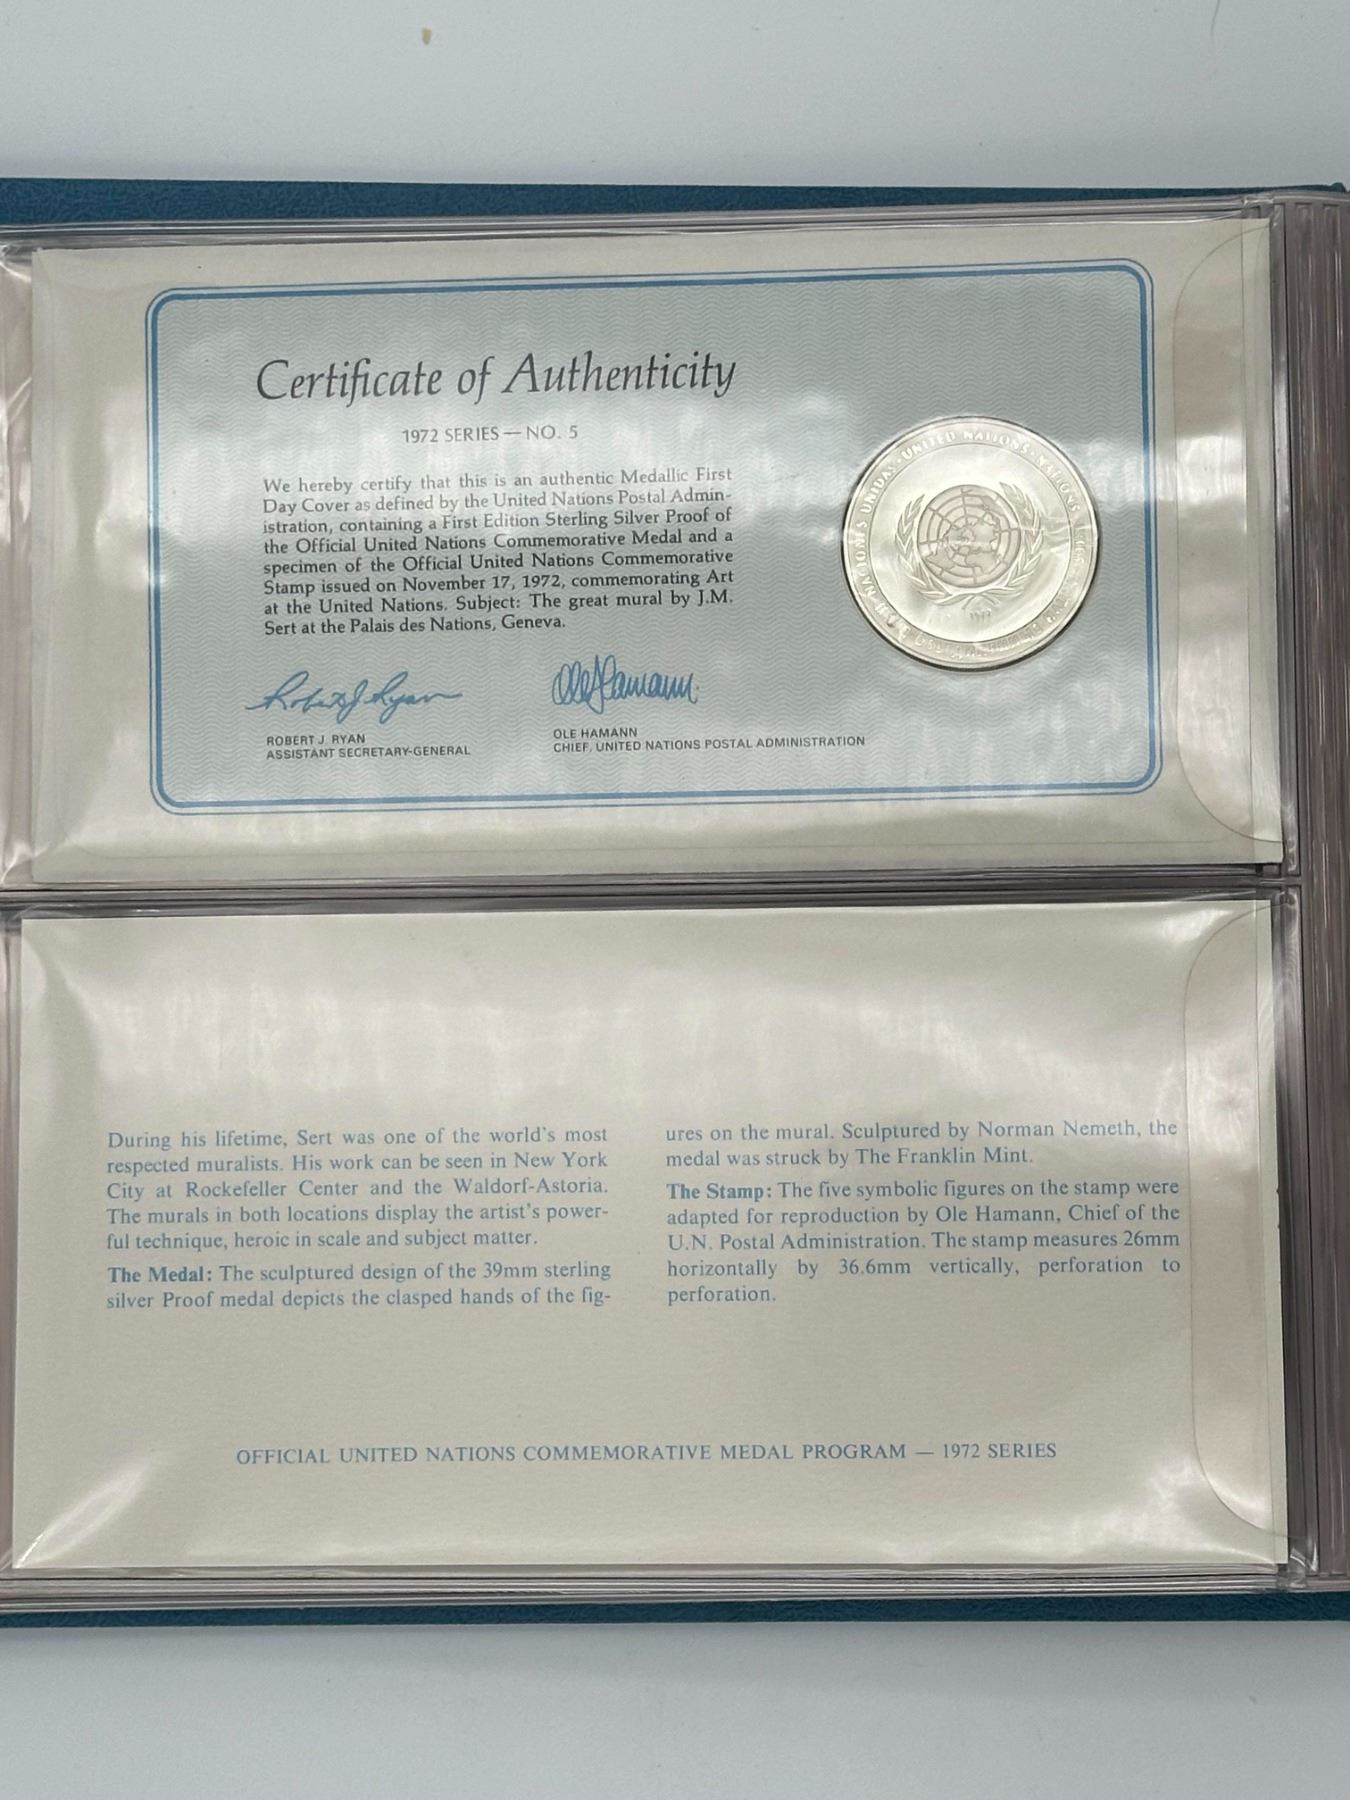 Certificate of Authenticity
1972 SERIES — NO. 5
We hereby certify that this is an authentic Medallic First
Day Cover as defined by the United Nations Postal Admin-
istration, containing a First Edition Sterling Silver Proof of
the Official United Nations Commemorative Medal and a
specimen of the Official United Nations Commemorative
Stamp issued on November 17, 1972, commemorating Art
at the United Nations. Subject: The great mural by J.M.
Sert at the Palais des Nations, Geneva.
Robert J. Ryan
Ole Hamann
ROBERT J. RYAN
ASSISTANT SECRETARY-GENERAL
OLE HAMANN
CHIEF, UNITED NATIONS POSTAL ADMINISTRATION
NACIONES UNIDAS · UNITED NATIONS · NATIONS
During his lifetime, Sert was one of the world's most
respected muralists. His work can be seen in New York
City at Rockefeller Center and the Waldorf-Astoria.
The murals in both locations display the artist's power-
ful technique, heroic in scale and subject matter.
The Medal: The sculptured design of the 39mm sterling
silver Proof medal depicts the clasped hands of the fig-
ures on the mural. Sculptured by Norman Nemeth, the
medal was struck by The Franklin Mint.
The Stamp: The five symbolic figures on the stamp were
adapted for reproduction by Ole Hamann, Chief of the
U.N. Postal Administration. The stamp measures 26mm
horizontally by 36.6mm vertically, perforation to
perforation.
OFFICIAL UNITED NATIONS COMMEMORATIVE MEDAL PROGRAM — 1972 SERIES